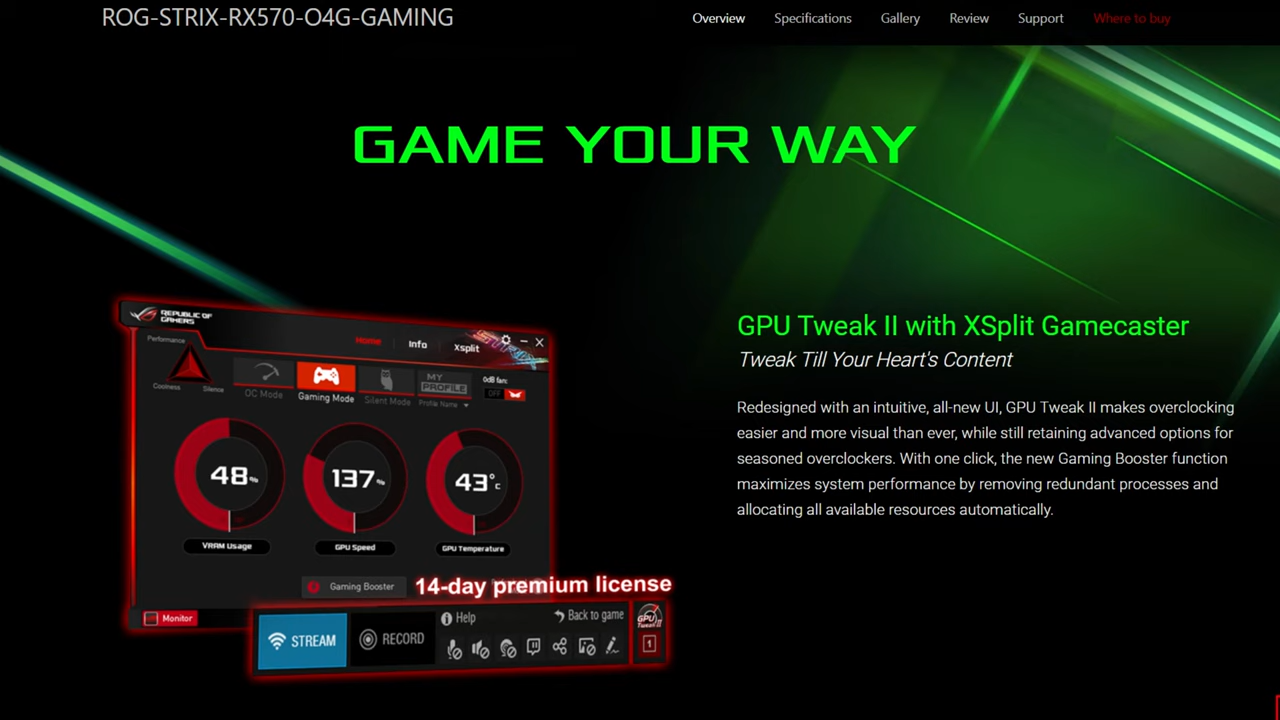 ROG-STRIX-RX570-O4G-GAMING
Overview
Specifications
Gallery
Review
Support
Where to buy
GAME YOUR WAY
REPUBLIC OF
GAMERS
Performance
Coolness
Silence
Home
Info
Xsplit
OC Mode
Gaming Mode
Silent Mode
MY
PROFILE
Profile Name
0dB fan:
OFF
48%
137%
43°C
VRAM Usage
GPU Speed
GPU Temperature
Gaming Booster
14-day premium license
Monitor
STREAM
RECORD
Help
Back to game
GPU
Tweak II
1
GPU Tweak II with XSplit Gamecaster
Tweak Till Your Heart's Content
Redesigned with an intuitive, all-new UI, GPU Tweak II makes overclocking
easier and more visual than ever, while still retaining advanced options for
seasoned overclockers. With one click, the new Gaming Booster function
maximizes system performance by removing redundant processes and
allocating all available resources automatically.